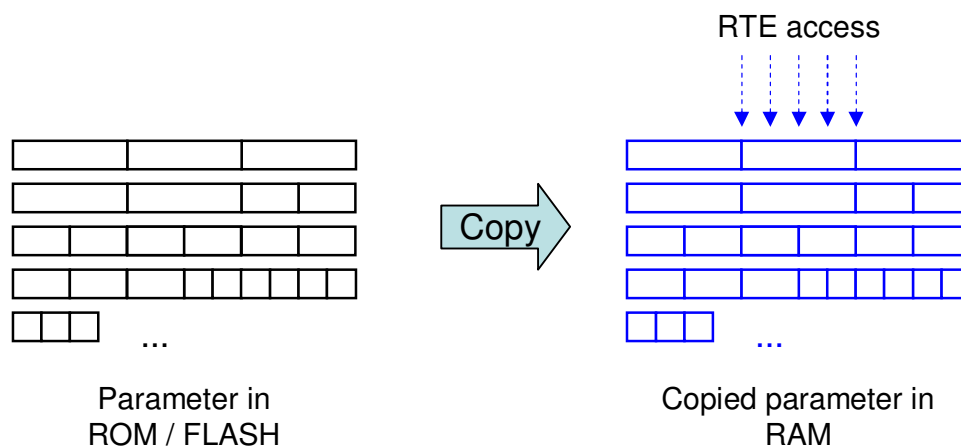 RTE access
Copy
...
...
Parameter in
ROM / FLASH
Copied parameter in
RAM